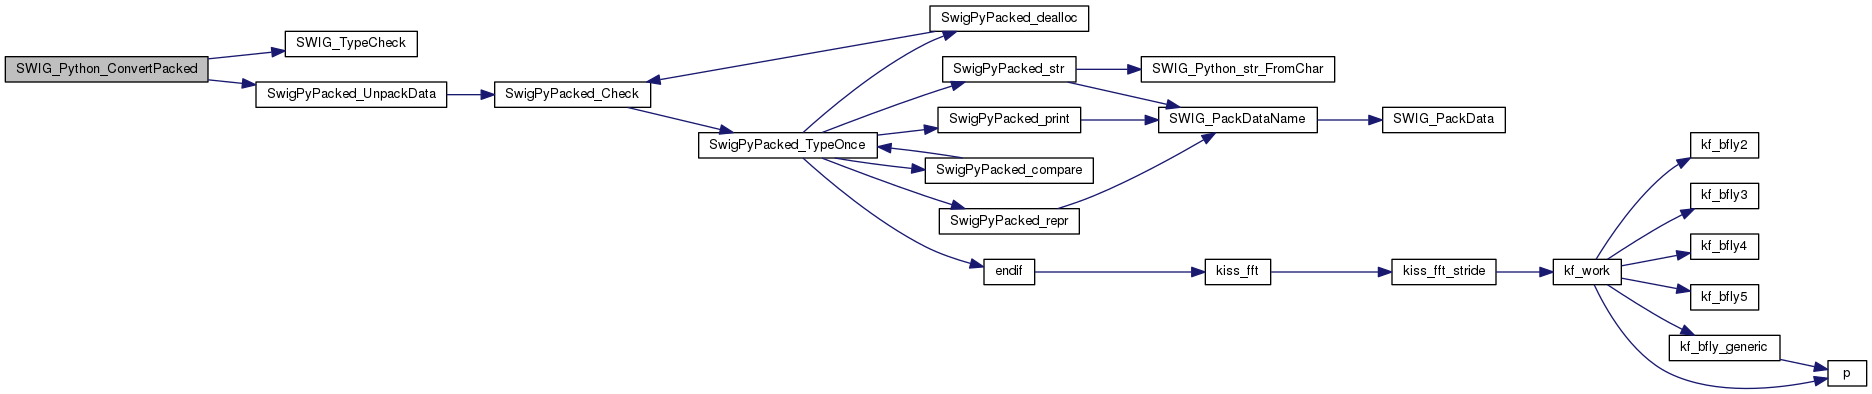 SWIG_Python_ConvertPacked
SWIG_TypeCheck
SwigPyPacked_UnpackData
SwigPyPacked_Check
SwigPyPacked_TypeOnce
SwigPyPacked_dealloc
SwigPyPacked_str
SwigPyPacked_print
SwigPyPacked_compare
SwigPyPacked_repr
endif
SWIG_Python_str_FromChar
SWIG_PackDataName
SWIG_PackData
kiss_fft
kiss_fft_stride
kf_work
kf_bfly2
kf_bfly3
kf_bfly4
kf_bfly5
kf_bfly_generic
p